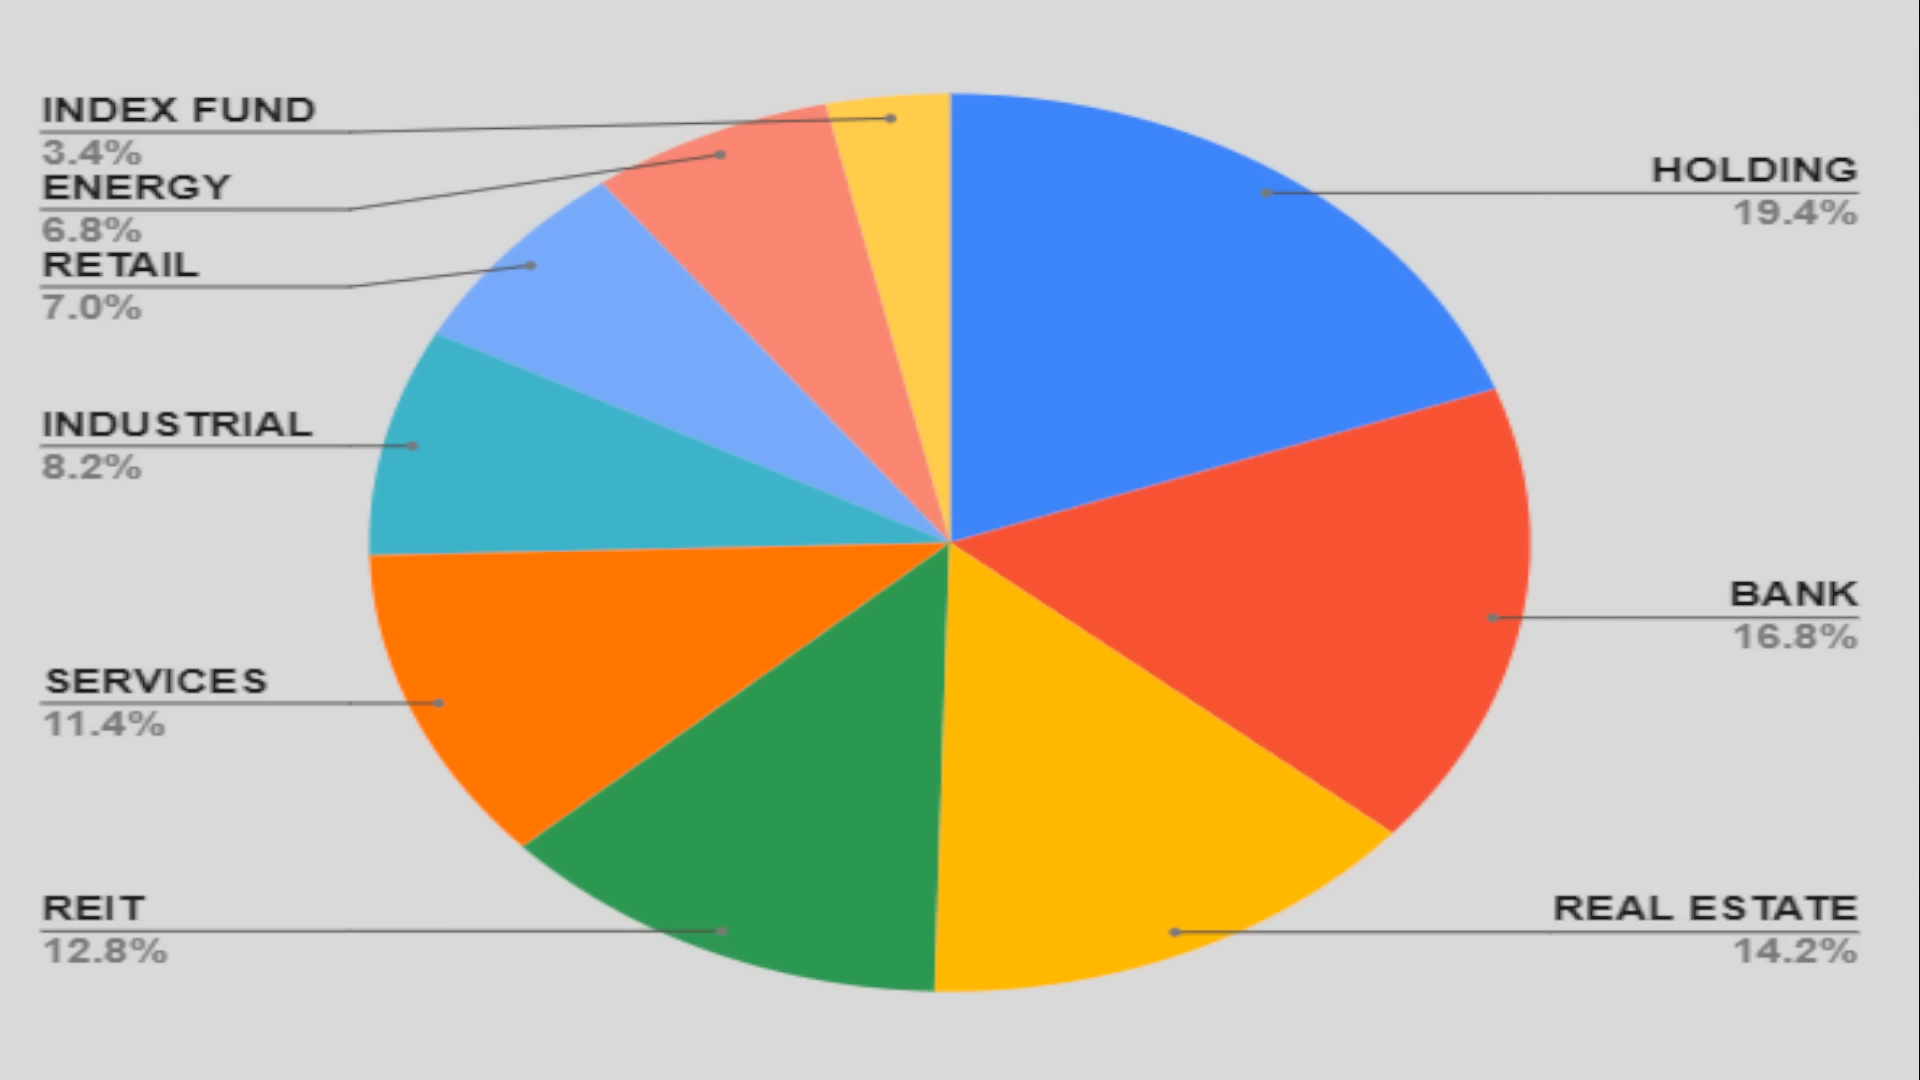 INDEX FUND
3.4%
ENERGY
6.8%
RETAIL
7.0%
INDUSTRIAL
8.2%
SERVICES
11.4%
REIT
12.8%
HOLDING
19.4%
BANK
16.8%
REAL ESTATE
14.2%